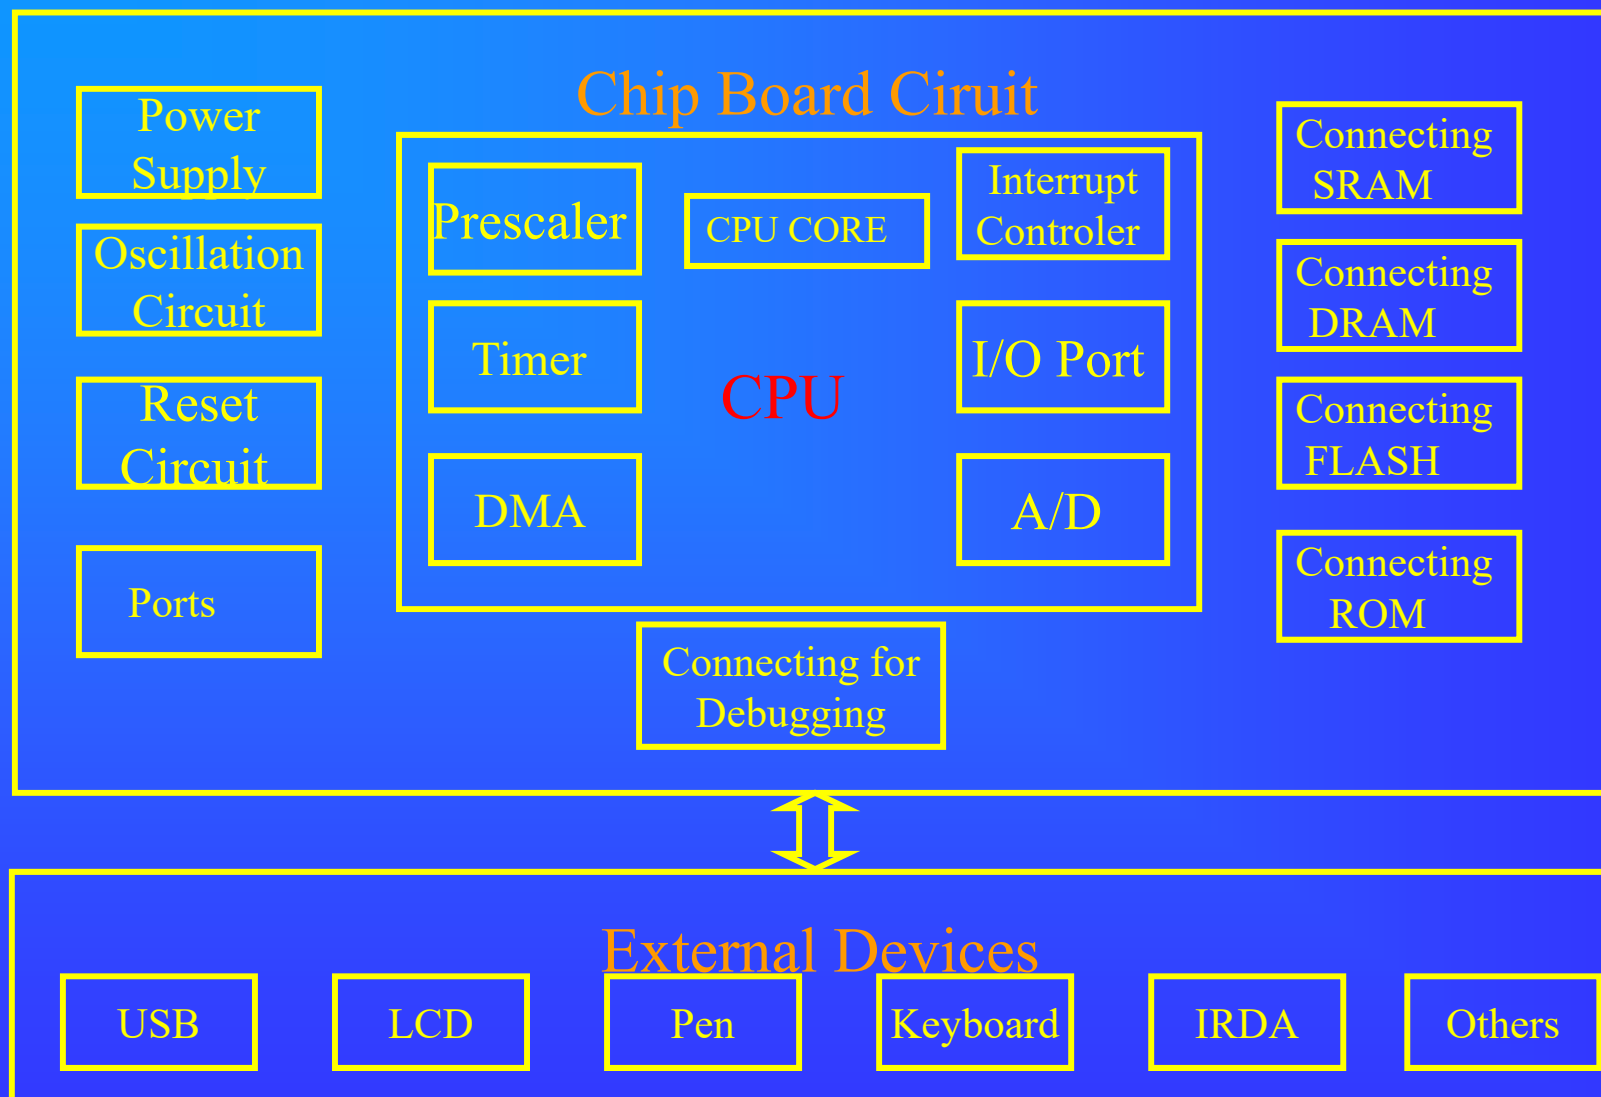 Chip Board Ciruit
Power
Supply
Oscillation
Circuit
Reset
Circuit
Ports
Prescaler
Timer
DMA
CPU CORE
CPU
Interrupt
Controler
I/O Port
A/D
Connecting
SRAM
Connecting
DRAM
Connecting
FLASH
Connecting
ROM
Connecting for
Debugging
External Devices
USB
LCD
Pen
Keyboard
IRDA
Others